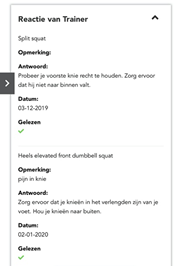 Reactie van Trainer
Split squat
Opmerking:
Antwoord:
Probeer je voorste knie recht te houden. Zorg ervoor
dat hij niet naar binnen valt.
Datum:
03-12-2019
Gelezen
Heels elevated front dumbbell squat
Opmerking:
pijn in knie
Antwoord:
Zorg ervoor dat je knieën in het verlengden zijn van je
voet. Hou je knieën naar buiten.
Datum:
02-01-2020
Gelezen